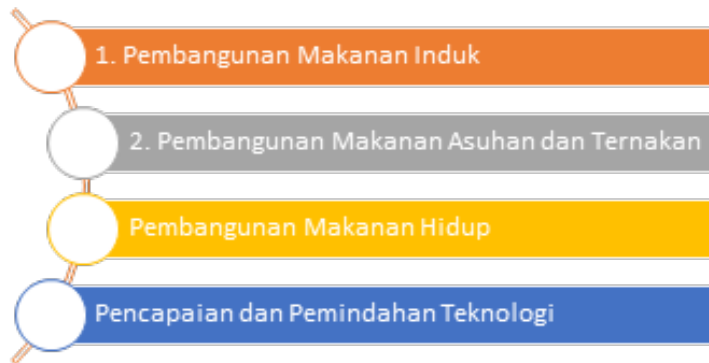 1. Pembangunan Makanan Induk
2. Pembangunan Makanan Asuhan dan Ternakan
Pembangunan Makanan Hidup
Pencapaian dan Pemindahan Teknologi